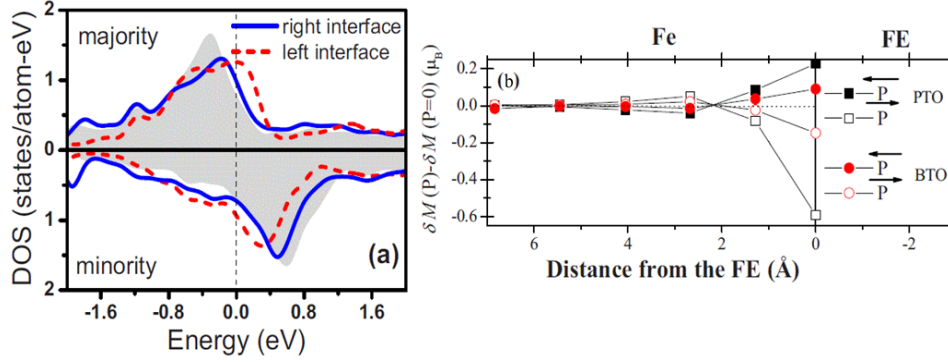 2
majority
right interface
left interface
1
0
1
minority
(a)
2
-1.6
-0.8
0.0
0.8
1.6
DOS (states/atom-eV)
Energy (eV)
Fe
FE
(b)
0.2
0.0
-0.2
-0.4
-0.6
δM (P)-δM (P=0) (μB)
P
PTO
P
P
BTO
P
6
4
2
0
-2
Distance from the FE (Å)